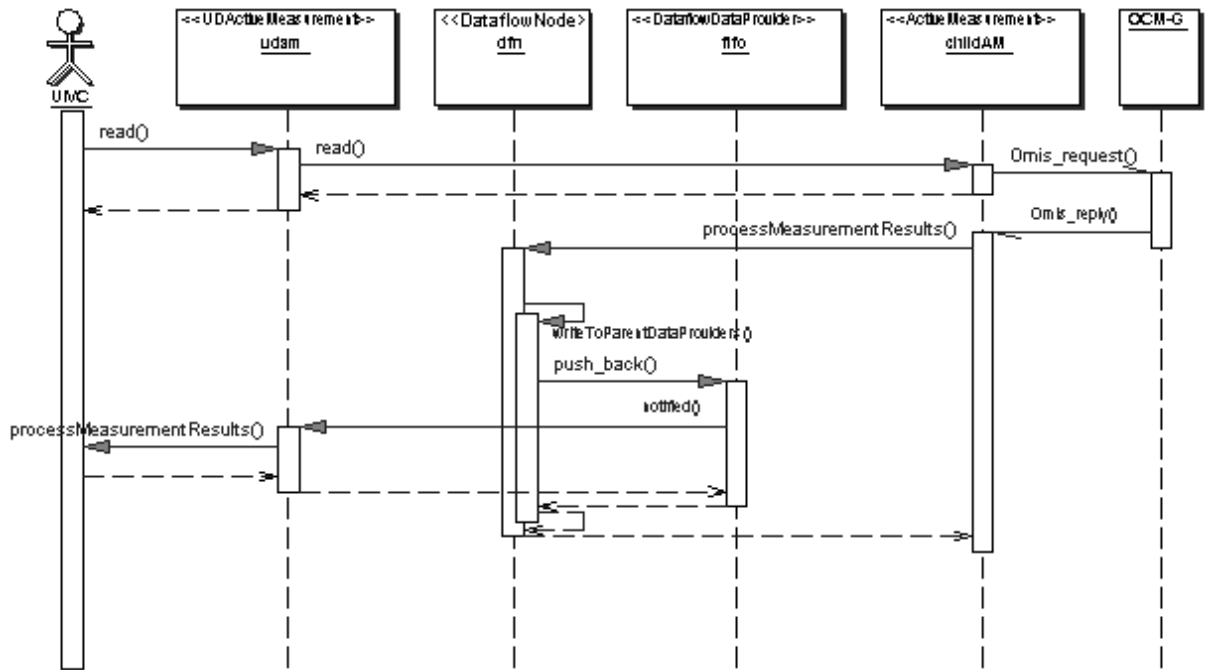 <<UDActiveMeasurement>>
udam
<<DataflowNode>>
dfn
<<DataflowDataProvider>>
fifo
<<ActiveMeasurement>>
childAM
OCM-G
UMC
read()
read()
Omis_request()
Omis_reply()
processMeasurementResults()
writeToParentDataProviders()
push_back()
notified()
processMeasurementResults()